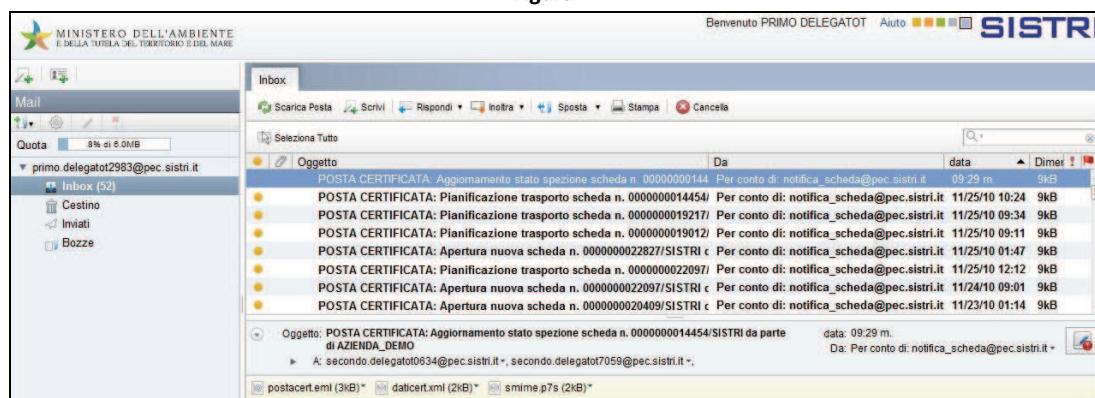 MINISTERO DELL'AMBIENTE
E DELLA TUTELA DEL TERRITORIO E DEL MARE
Benvenuto PRIMO DELEGATOT Aiuto SISTRI
Inbox
Mail
Scarica Posta Scrivi Rispondi Inoltra Sposta Stampa Cancella
Quota .8% di 6.0MB
Seleziona Tutto
primo.delegatot2983@pec.sistri.it
Inbox (52)
Cestino
Inviati
Bozze
Oggetto Da data Dimer !
POSTA CERTIFICATA: Aggiornamento stato spezione scheda n. 00000000144 Per conto di: notifica_scheda@pec.sistri.it 09:29 m. 9kB
POSTA CERTIFICATA: Pianificazione trasporto scheda n. 0000000014454/ Per conto di: notifica_scheda@pec.sistri.it 11/25/10 10:24 9kB
POSTA CERTIFICATA: Pianificazione trasporto scheda n. 0000000019217/ Per conto di: notifica_scheda@pec.sistri.it 11/25/10 09:34 9kB
POSTA CERTIFICATA: Pianificazione trasporto scheda n. 0000000019012/ Per conto di: notifica_scheda@pec.sistri.it 11/25/10 09:11 9kB
POSTA CERTIFICATA: Apertura nuova scheda n. 0000000022827/SISTRI c Per conto di: notifica_scheda@pec.sistri.it 11/25/10 01:47 9kB
POSTA CERTIFICATA: Pianificazione trasporto scheda n. 0000000022097/ Per conto di: notifica_scheda@pec.sistri.it 11/25/10 12:12 9kB
POSTA CERTIFICATA: Apertura nuova scheda n. 0000000022097/SISTRI c Per conto di: notifica_scheda@pec.sistri.it 11/24/10 09:01 9kB
POSTA CERTIFICATA: Apertura nuova scheda n. 0000000020409/SISTRI c Per conto di: notifica_scheda@pec.sistri.it 11/23/10 01:14 9kB
Oggetto: POSTA CERTIFICATA: Aggiornamento stato spezione scheda n. 0000000014454/SISTRI da parte
di AZIENDA_DEMO
data: 09:29 m.
Da: Per conto di: notifica_scheda@pec.sistri.it
A: secondo.delegatot0634@pec.sistri.it, secondo.delegatot7059@pec.sistri.it,
postacert.eml (3kB)* daticert.xml (2kB)* smime.p7s (2kB)*